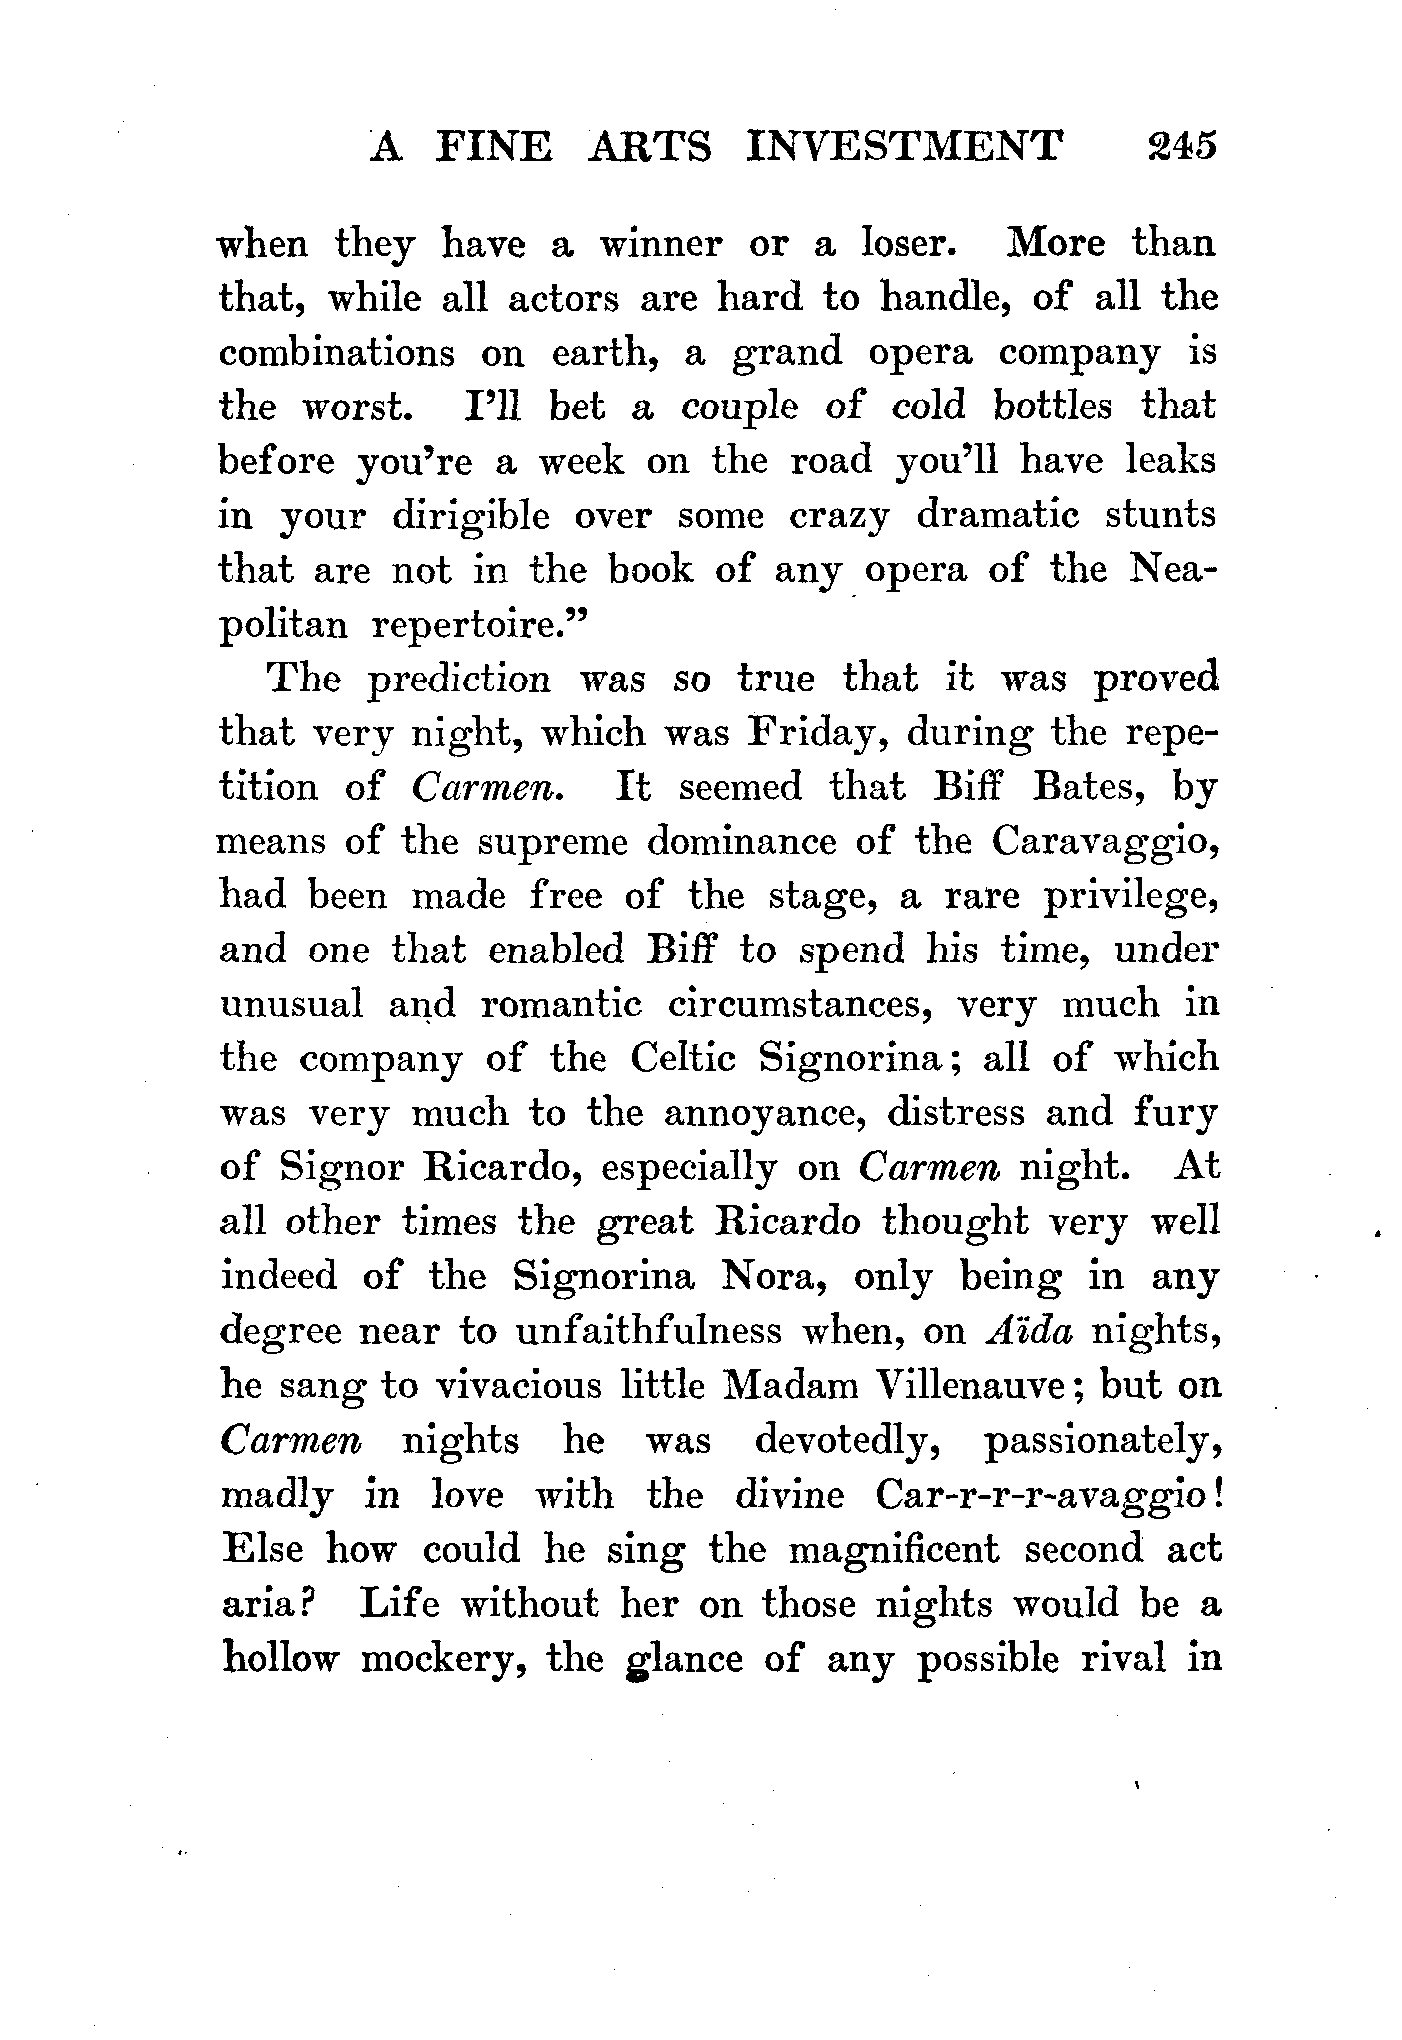 A FINE ARTS INVESTMENT 245
when they have a winner or a loser. More than
that, while all actors are hard to handle, of all the
combinations on earth, a grand opera company is
the worst. I'll bet a couple of cold bottles that
before you're a week on the road you'll have leaks
in your dirigible over some crazy dramatic stunts
that are not in the book of any opera of the Nea-
politan repertoire.”
The prediction was so true that it was proved
that very night, which was Friday, during the repe-
tition of Carmen. It seemed that Biff Bates, by
means of the supreme dominance of the Caravaggio,
had been made free of the stage, a rare privilege,
and one that enabled Biff to spend his time, under
unusual and romantic circumstances, very much in
the company of the Celtic Signorina; all of which
was very much to the annoyance, distress and fury
of Signor Ricardo, especially on Carmen night. At
all other times the great Ricardo thought very well
indeed of the Signorina Nora, only being in any
degree near to unfaithfulness when, on Aïda nights,
he sang to vivacious little Madam Villenauve; but on
Carmen nights he was devotedly, passionately,
madly in love with the divine Car-r-r-r-avaggio!
Else how could he sing the magnificent second act
aria? Life without her on those nights would be a
hollow mockery, the glance of any possible rival in